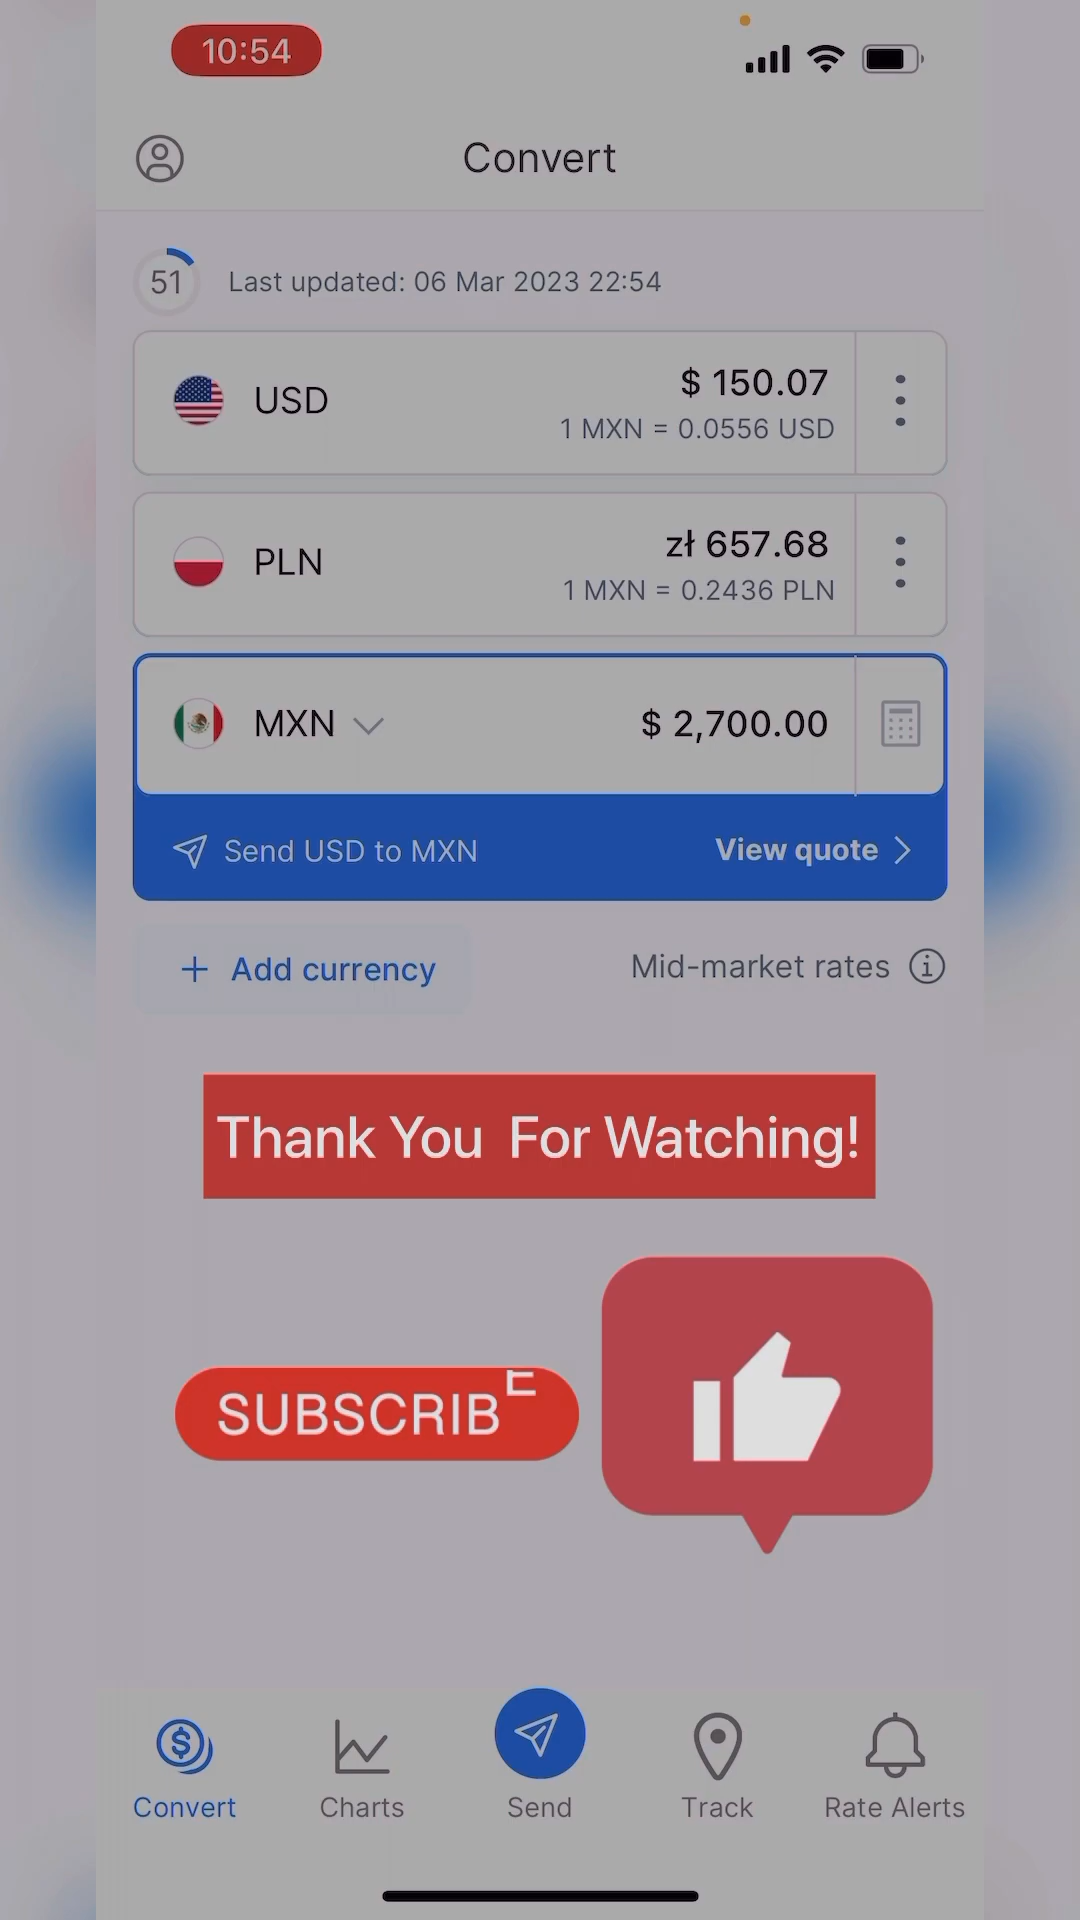 10:54
Convert
51 Last updated: 06 Mar 2023 22:54
USD $ 150.07
1 MXN = 0.0556 USD
PLN zł 657.68
1 MXN = 0.2436 PLN
MXN $ 2,700.00
Send USD to MXN View quote
+ Add currency Mid-market rates
Thank You For Watching!
SUBSCRIBE
Convert Charts Send Track Rate Alerts